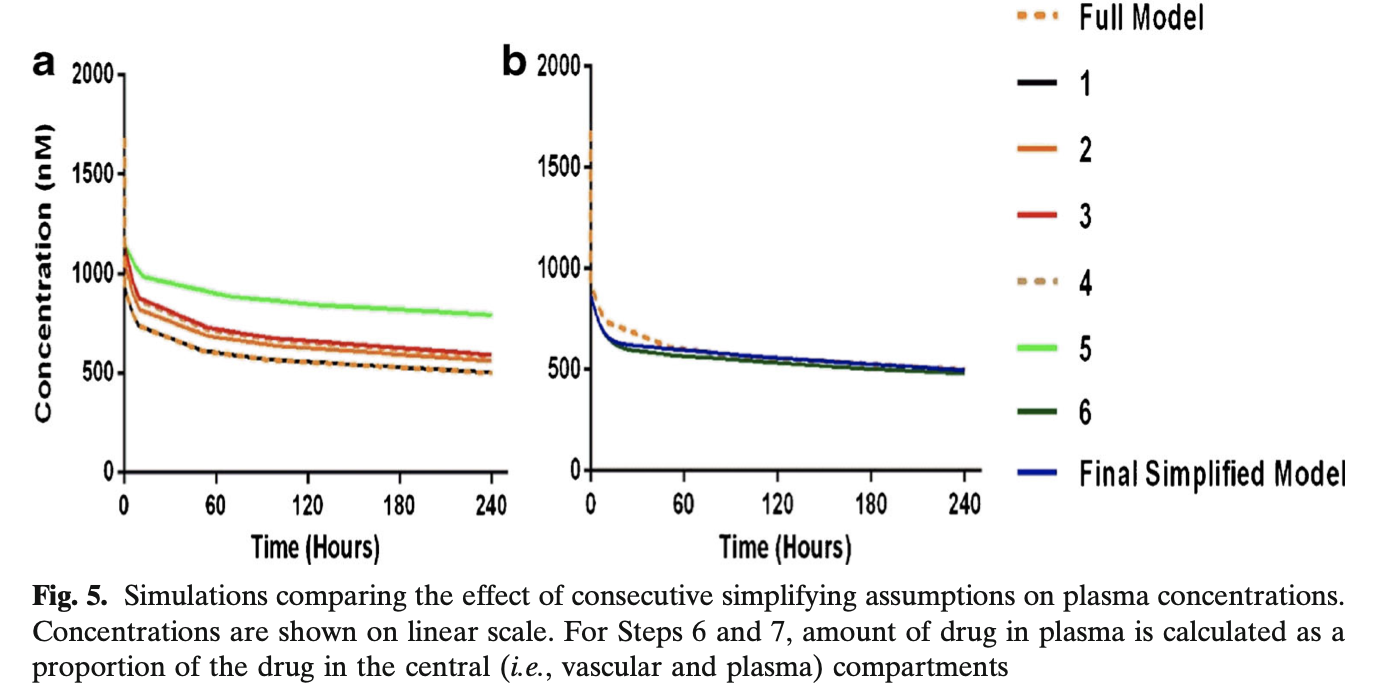 a
2000
1500
1000
500
0
Concentration (nM)
0 60 120 180 240
Time (Hours)
b
2000
1500
1000
500
0
0 60 120 180 240
Time (Hours)
Full Model
1
2
3
4
5
6
Final Simplified Model
Fig. 5. Simulations comparing the effect of consecutive simplifying assumptions on plasma concentrations.
Concentrations are shown on linear scale. For Steps 6 and 7, amount of drug in plasma is calculated as a
proportion of the drug in the central (i.e., vascular and plasma) compartments